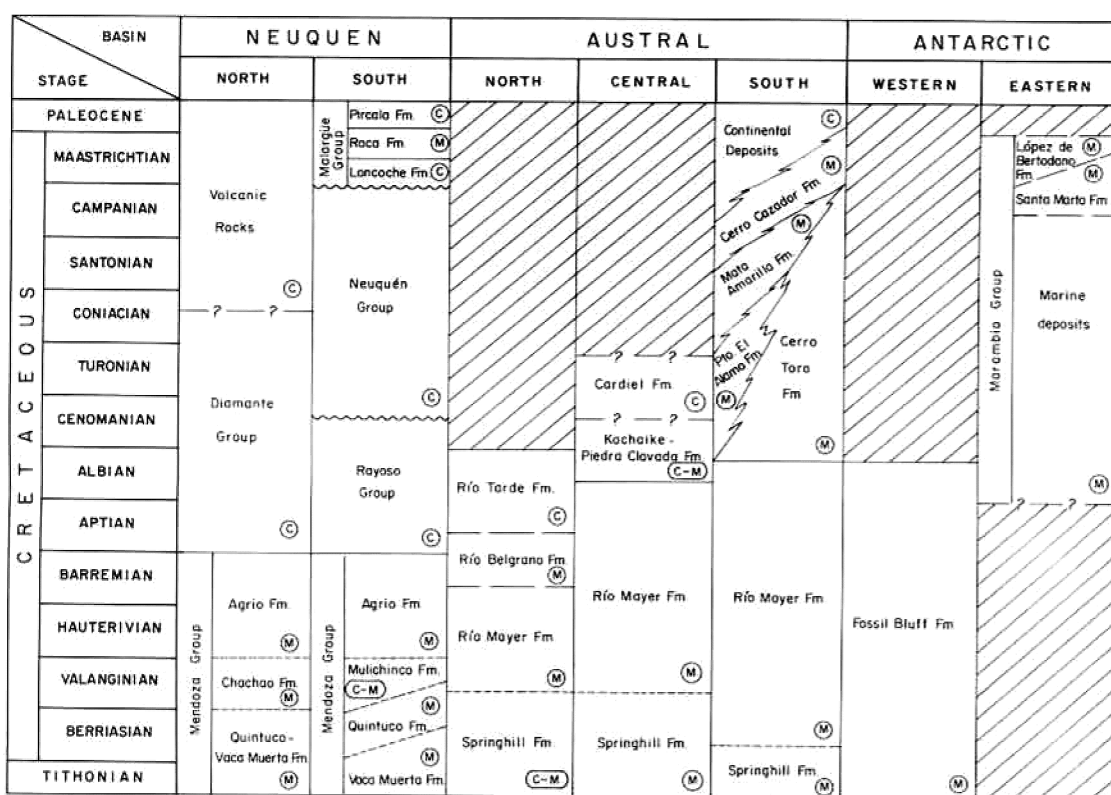 BASIN
STAGE
NEUQUEN
AUSTRAL
ANTARCTIC
NORTH
SOUTH
NORTH
CENTRAL
SOUTH
WESTERN
EASTERN
CRETACEOUS
PALEOCENE
MAASTRICHTIAN
CAMPANIAN
SANTONIAN
CONIACIAN
TURONIAN
CENOMANIAN
ALBIAN
APTIAN
BARREMIAN
HAUTERIVIAN
VALANGINIAN
BERRIASIAN
TITHONIAN
Volcanic
Rocks
C
? ?
Diamante
Group
C
Mendoza Group
Agrio Fm.
M
Chachao Fm.
M
Quintuco-
Vaca Muerta Fm.
M
Malargüe
Group
Pircala Fm. C
Roca Fm. M
Loncoche Fm. C
Neuquén
Group
C
Rayoso
Group
C
Mendoza Group
Agrio Fm.
M
Mulichinco Fm.
C-M
M
Quintuco Fm.
M
Vaca Muerta Fm.
Río Tarde Fm.
C
Río Belgrano Fm
M
Río Mayer Fm
M
Springhill Fm.
C-M
?
Cardiel Fm.
C
? ?
Kachaike-
Piedra Clavada Fm.
C-M
Río Mayer Fm
M
Springhill Fm.
M
C
Continental
Deposits
M
Cerro Cazador Fm
M
Mata
Amarilla Fm.
Pto. El
Alamo Fm.
M
Cerro
Toro
Fm
M
Río Mayer Fm
M
Springhill Fm
M
Fossil Bluff Fm
M
Marambio Group
López de
Bertodano
Fm.
M
M
Santa Marta Fm
Marine
deposits
M
? ?